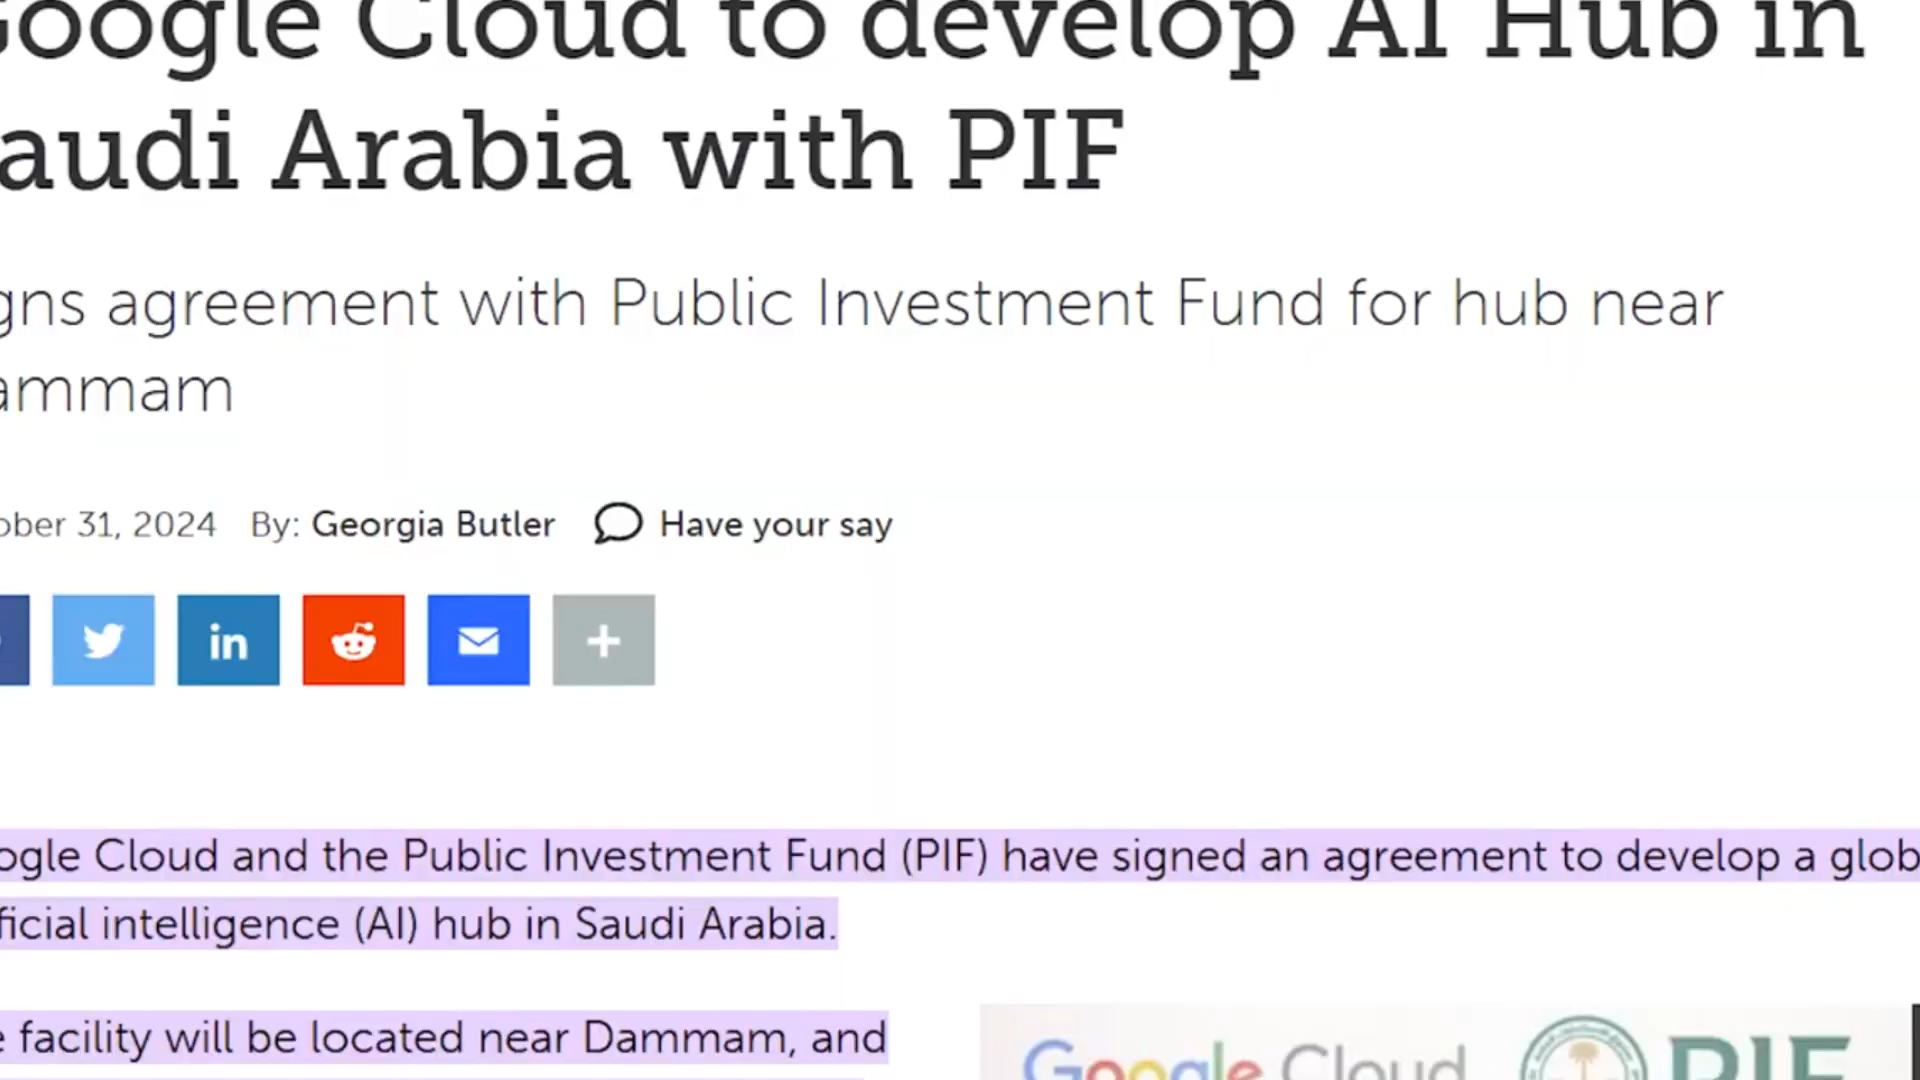 Google Cloud to develop AI Hub in
audi Arabia with PIF
gns agreement with Public Investment Fund for hub near
ammam
ober 31, 2024 By: Georgia Butler Have your say
in
ogle Cloud and the Public Investment Fund (PIF) have signed an agreement to develop a glob
ficial intelligence (AI) hub in Saudi Arabia.
e facility will be located near Dammam, and
Google Cloud PIF